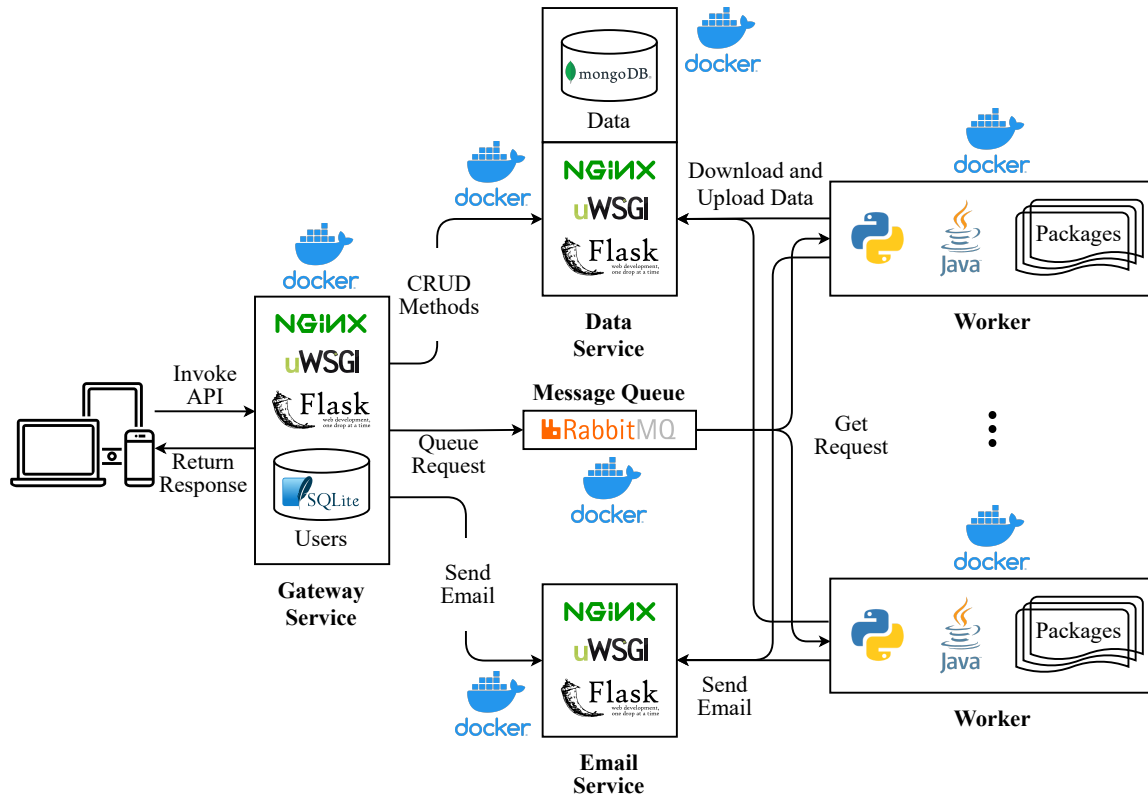 mongoDB®
Data
docker
NGINX
uWSGI
Flask
web development,
one drop at a time
Data
Service
docker
Download and
Upload Data
docker
Java™
Packages
Worker
docker
CRUD
Methods
NGINX
uWSGI
Flask
web development,
one drop at a time
SQLite
Users
Gateway
Service
Invoke
API
Return
Response
Message Queue
RabbitMQ
docker
Queue
Request
Get
Request
Send
Email
docker
NGINX
uWSGI
Flask
web development,
one drop at a time
Email
Service
Send
Email
docker
Java™
Packages
Worker